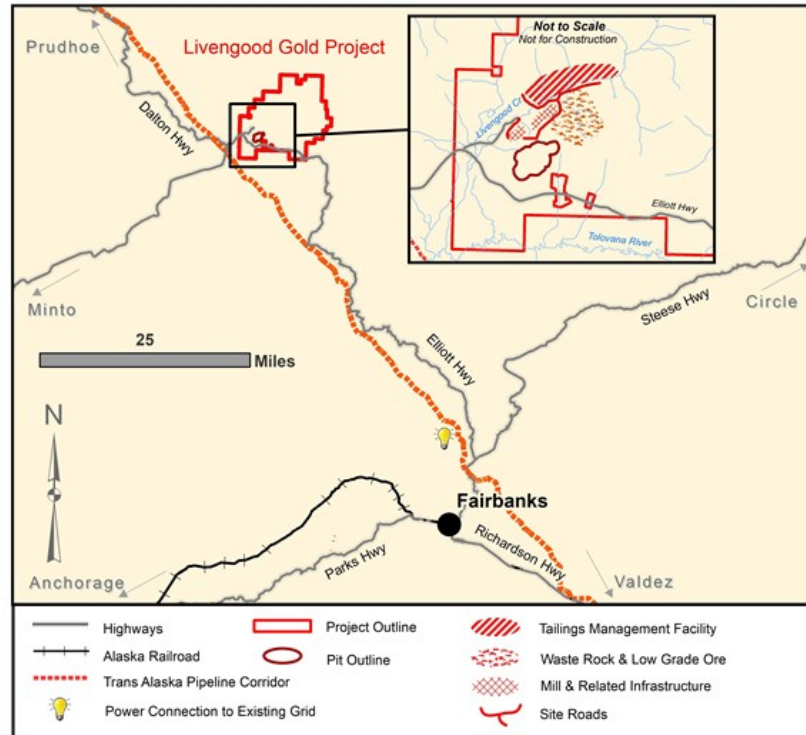 Prudhoe
Livengood Gold Project
Dalton Hwy
Not to Scale
Not for Construction
Livengood Cr
Elliott Hwy
Tolovana River
Minto
Circle
Steese Hwy
25
Miles
Elliott Hwy
N
Fairbanks
Parks Hwy
Richardson Hwy
Anchorage
Valdez
Highways
Alaska Railroad
Trans Alaska Pipeline Corridor
Power Connection to Existing Grid
Project Outline
Pit Outline
Tailings Management Facility
Waste Rock & Low Grade Ore
Mill & Related Infrastructure
Site Roads